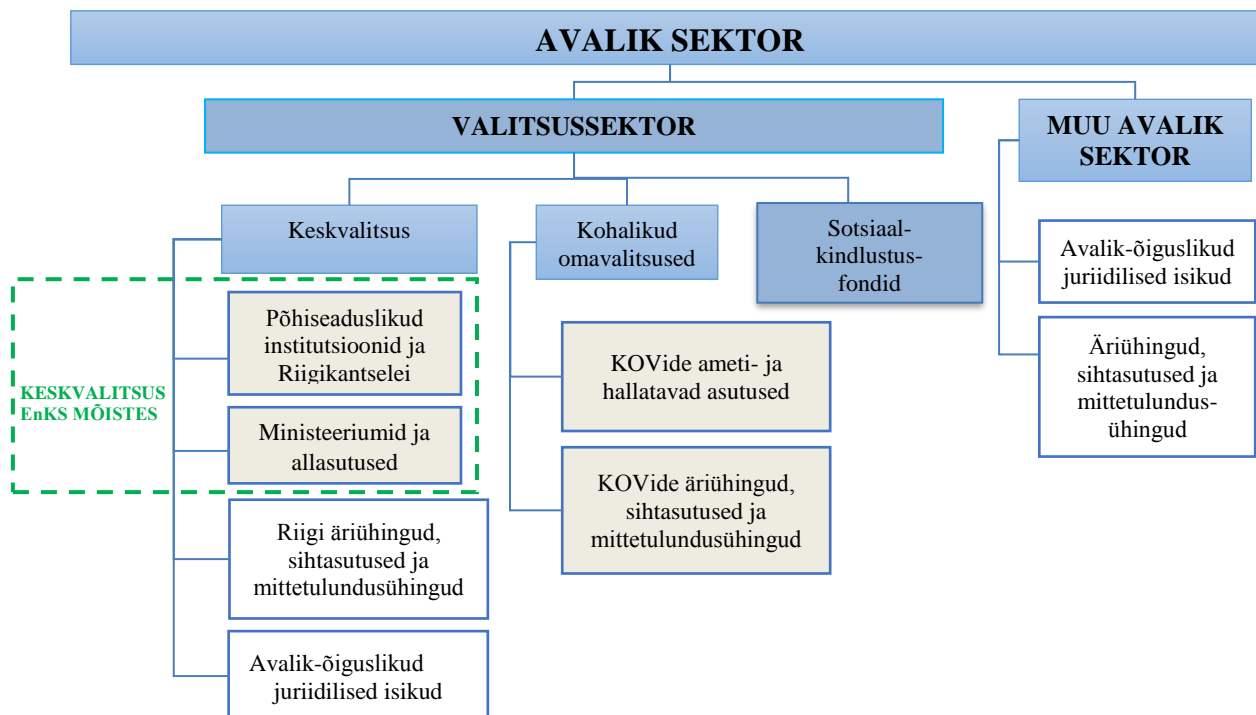 AVALIK SEKTOR
VALITSUSSEKTOR
MUU AVALIK
SEKTOR
Keskvalitsus
Kohalikud
omavalitsused
Sotsiaal-
kindlustus-
fondid
Avalik-õiguslikud
juriidilised isikud
Äriühingud,
sihtasutused ja
mittetulundus-
ühingud
KESKVALITSUS
EnKS MÕISTES
Põhiseaduslikud
institutsioonid ja
Riigikantselei
Ministeeriumid ja
allasutused
Riigi äriühingud,
sihtasutused ja
mittetulundusühingud
Avalik-õiguslikud
juriidilised isikud
KOVide ameti- ja
hallatavad asutused
KOVide äriühingud,
sihtasutused ja
mittetulundusühingud